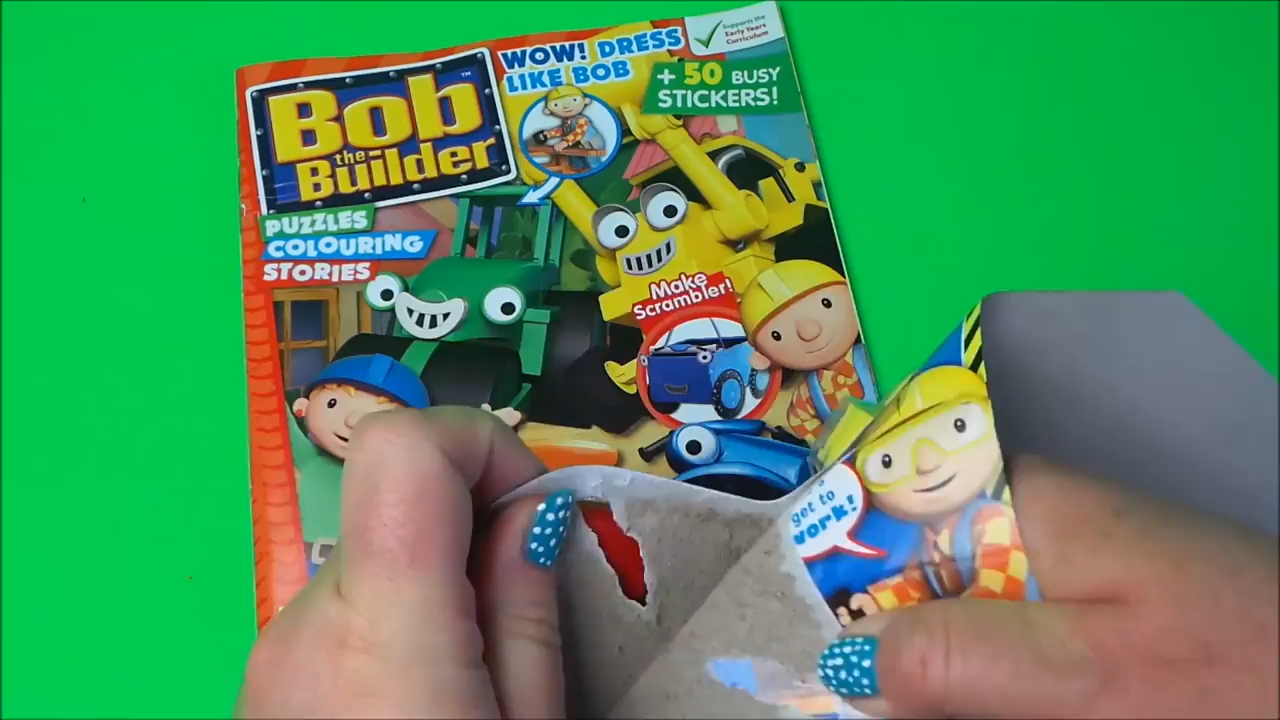 Bob
the
Builder
™
WOW! DRESS
LIKE BOB
Supports the
Early Years
Curriculum
+ 50 BUSY
STICKERS!
PUZZLES
COLOURING
STORIES
Make
Scrambler!
get to
work!